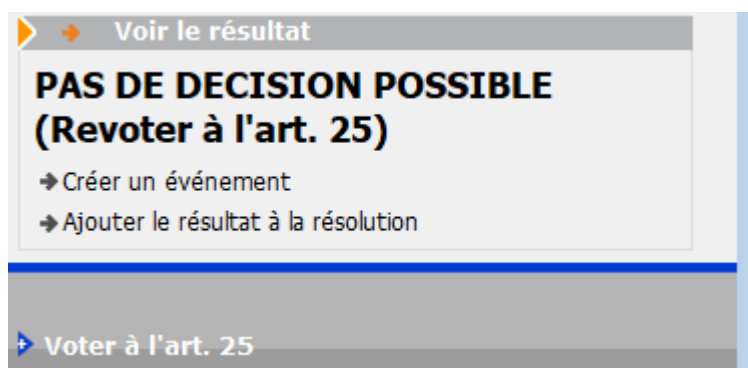 Voir le résultat
PAS DE DECISION POSSIBLE
(Revoter à l'art. 25)
Créer un événement
Ajouter le résultat à la résolution
Voter à l'art. 25